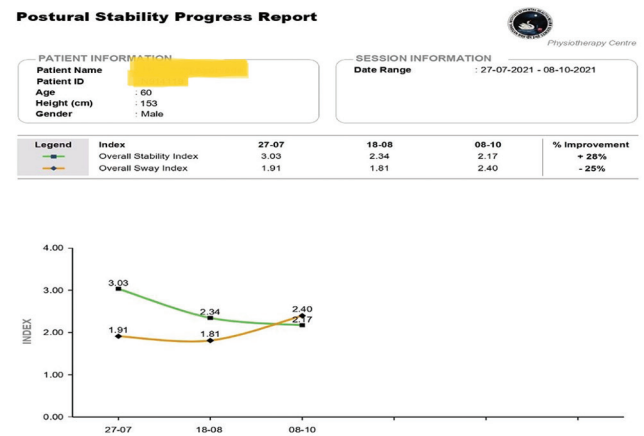 Postural Stability Progress Report
Physiotherapy Centre
PATIENT INFORMATION
Patient Name
Patient ID
Age : 60
Height (cm) : 153
Gender : Male
SESSION INFORMATION
Date Range : 27-07-2021 - 08-10-2021
Legend Index 27-07 18-08 08-10 % Improvement
Overall Stability Index 3.03 2.34 2.17 + 28%
Overall Sway Index 1.91 1.81 2.40 - 25%
4.00
3.00
2.00
1.00
0.00
INDEX
3.03
2.34
2.40
2.17
1.91
1.81
27-07 18-08 08-10